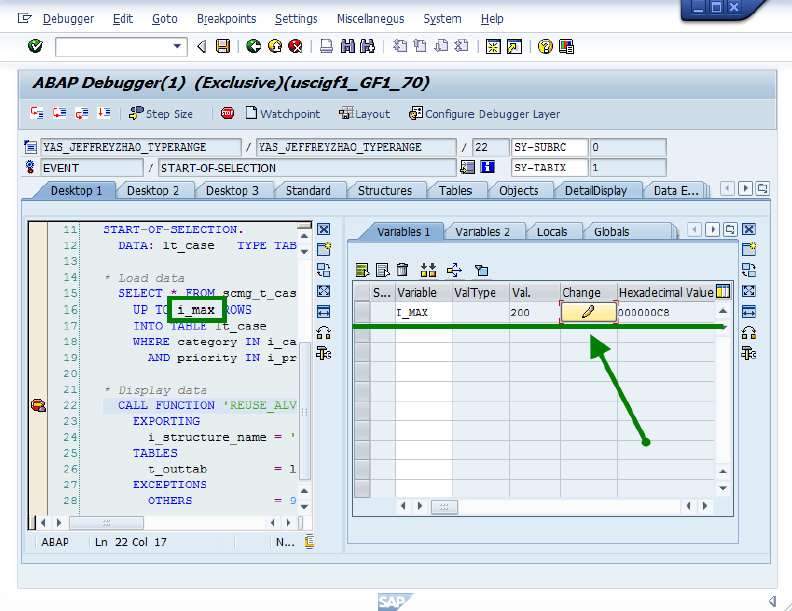 Debugger Edit Goto Breakpoints Settings Miscellaneous System Help
ABAP Debugger(1) (Exclusive)(uscigf1_GF1_70)
Step Size Watchpoint Layout Configure Debugger Layer
YAS_JEFFREYZHAO_TYPERANGE / YAS_JEFFREYZHAO_TYPERANGE / 22 SY-SUBRC 0
EVENT / START-OF-SELECTION SY-TABIX 1
Desktop 1 Desktop 2 Desktop 3 Standard Structures Tables Objects DetailDisplay Data E...
11 START-OF-SELECTION.
12 DATA: lt_case TYPE TAB
13
14 * Load data
15 SELECT * FROM scmg_t_cas
16 UP TO i_max ROWS
17 INTO TABLE lt_case
18 WHERE category IN i_ca
19 AND priority IN i_pr
20
21 * Display data
22 CALL FUNCTION 'REUSE_ALV
23 EXPORTING
24 i_structure_name = '
25 TABLES
26 t_outtab = l
27 EXCEPTIONS
28 OTHERS = 9
ABAP Ln 22 Col 17 N...
Variables 1 Variables 2 Locals Globals
S... Variable ValType Val. Change Hexadecimal Value
I_MAX 200 000000C8
SAP